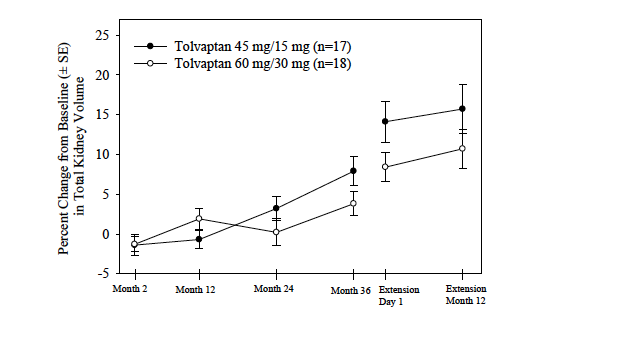 Percent Change from Baseline (± SE)
in Total Kidney Volume
25
20
15
10
5
0
-5
Tolvaptan 45 mg/15 mg (n=17)
Tolvaptan 60 mg/30 mg (n=18)
Month 2
Month 12
Month 24
Month 36
Extension
Day 1
Extension
Month 12